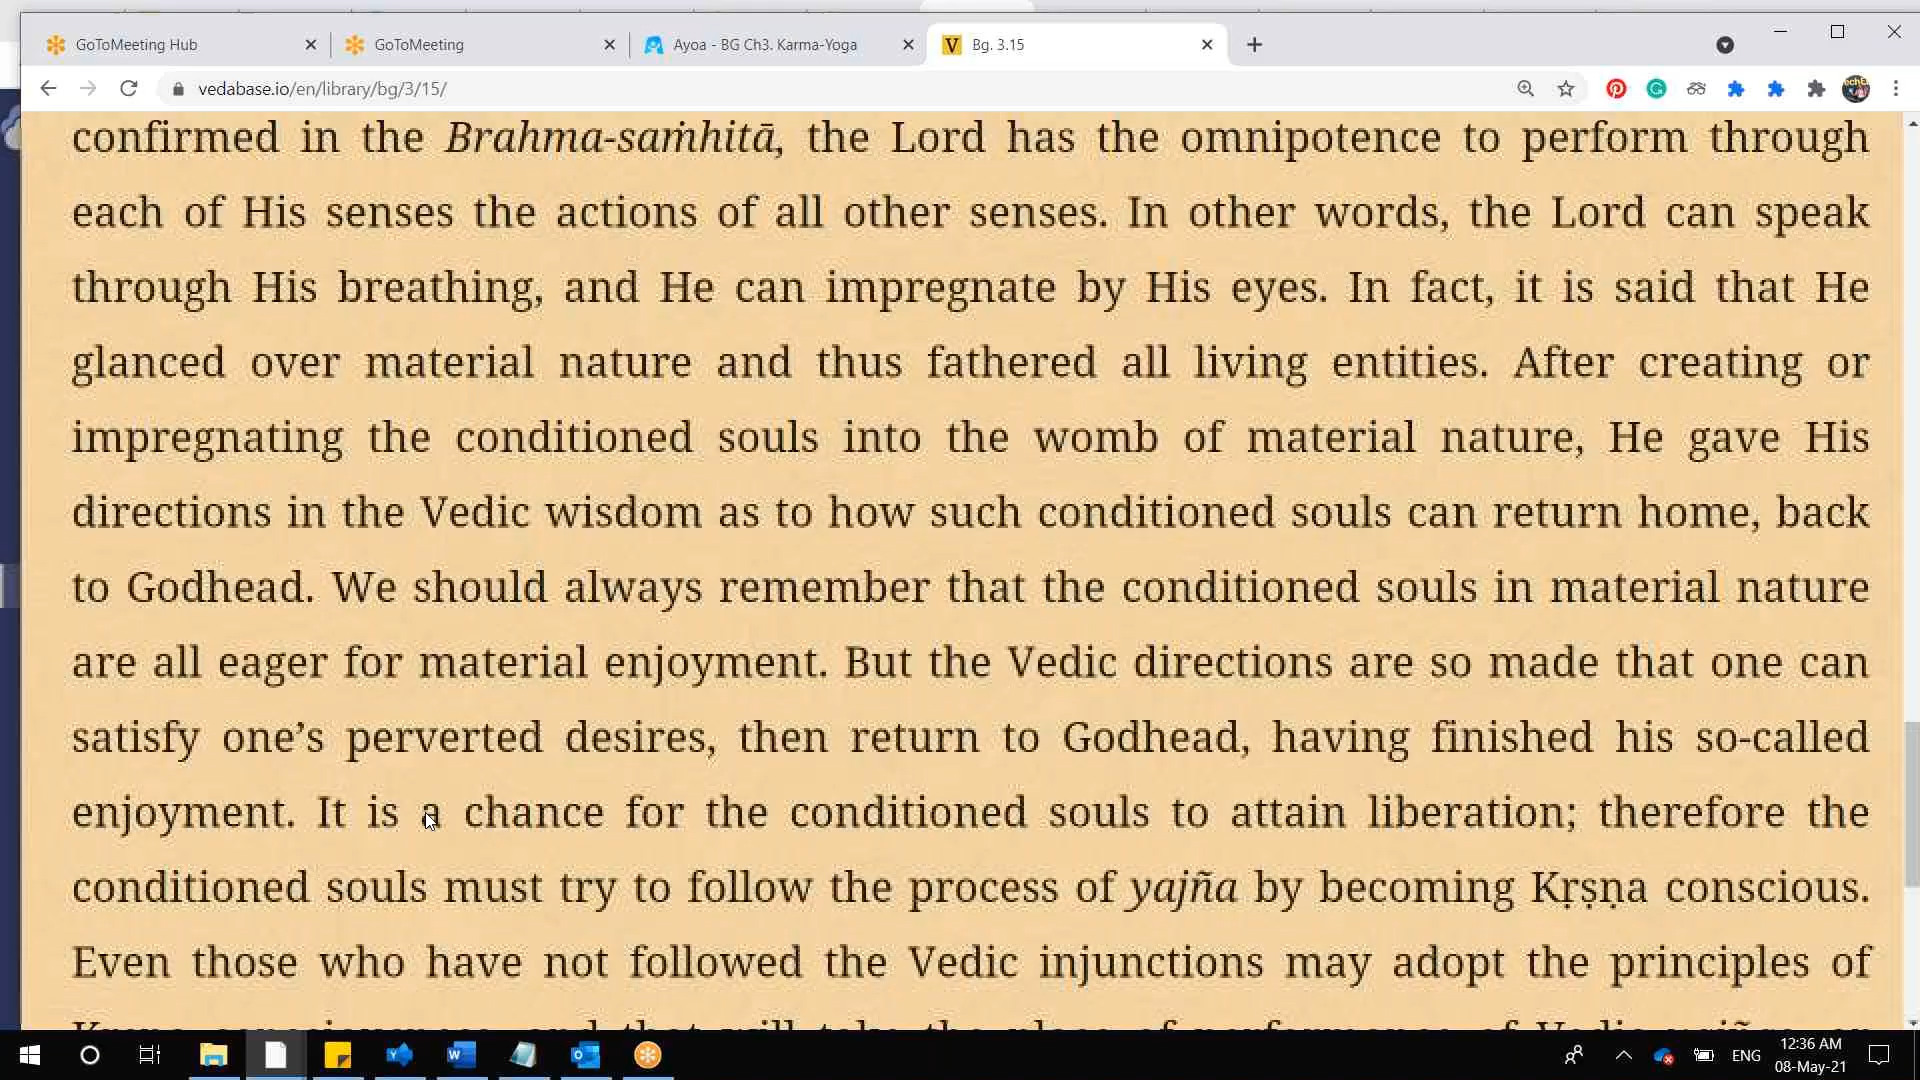 GoToMeeting Hub
GoToMeeting
Ayoa - BG Ch3. Karma-Yoga
Bg. 3.15
vedabase.io/en/library/bg/3/15/
confirmed in the Brahma-saṁhitā, the Lord has the omnipotence to perform through
each of His senses the actions of all other senses. In other words, the Lord can speak
through His breathing, and He can impregnate by His eyes. In fact, it is said that He
glanced over material nature and thus fathered all living entities. After creating or
impregnating the conditioned souls into the womb of material nature, He gave His
directions in the Vedic wisdom as to how such conditioned souls can return home, back
to Godhead. We should always remember that the conditioned souls in material nature
are all eager for material enjoyment. But the Vedic directions are so made that one can
satisfy one’s perverted desires, then return to Godhead, having finished his so-called
enjoyment. It is a chance for the conditioned souls to attain liberation; therefore the
conditioned souls must try to follow the process of yajña by becoming Kṛṣṇa conscious.
Even those who have not followed the Vedic injunctions may adopt the principles of
ENG
12:36 AM
08-May-21